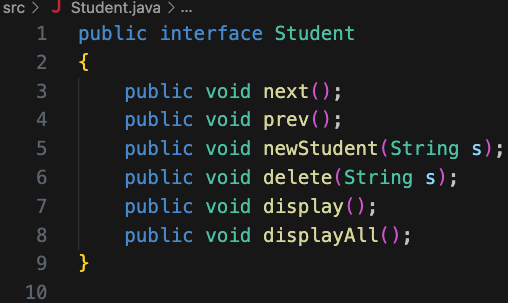 src > J Student.java > ...
1 public interface Student
2 {
3     public void next();
4     public void prev();
5     public void newStudent(String s);
6     public void delete(String s);
7     public void display();
8     public void displayAll();
9 }
10